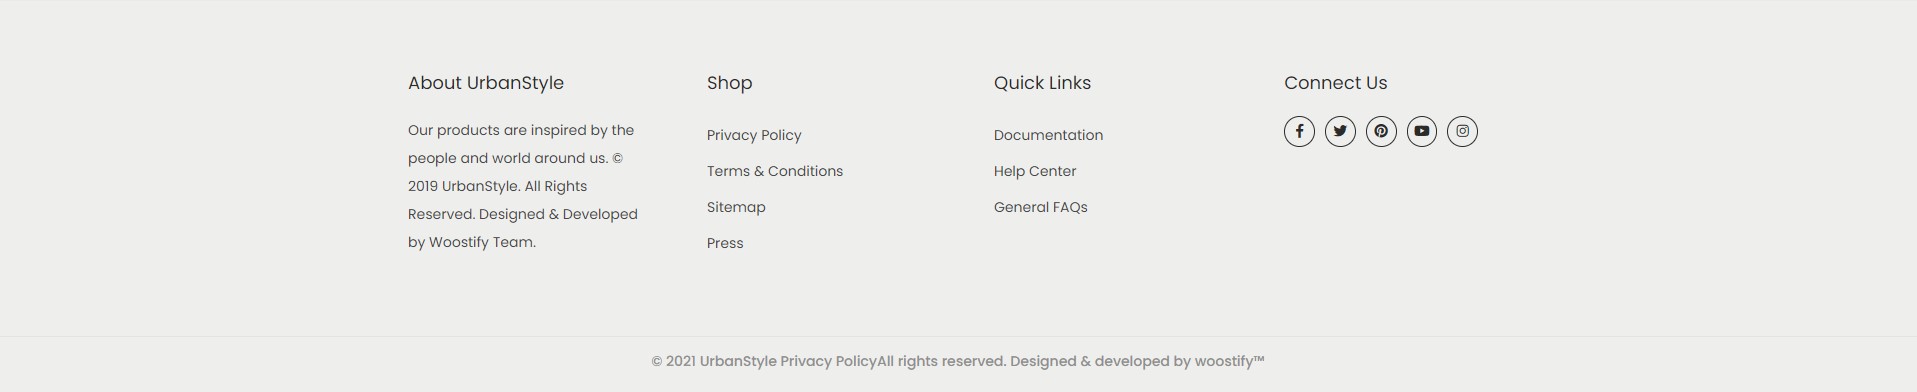 About UrbanStyle
Our products are inspired by the
people and world around us. ©
2019 UrbanStyle. All Rights
Reserved. Designed & Developed
by Woostify Team.
Shop
Privacy Policy
Terms & Conditions
Sitemap
Press
Quick Links
Documentation
Help Center
General FAQs
Connect Us
© 2021 UrbanStyle Privacy PolicyAll rights reserved. Designed & developed by woostify™